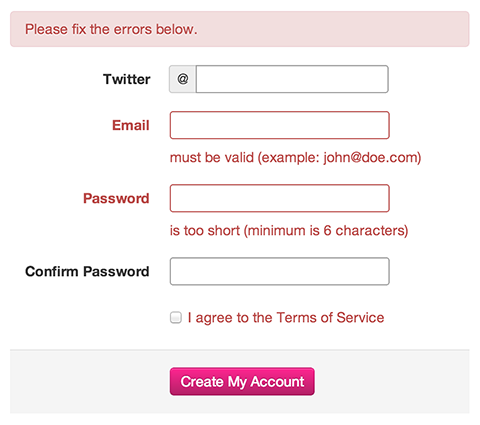 Please fix the errors below.
Twitter @
Email
must be valid (example: john@doe.com)
Password
is too short (minimum is 6 characters)
Confirm Password
I agree to the Terms of Service
Create My Account